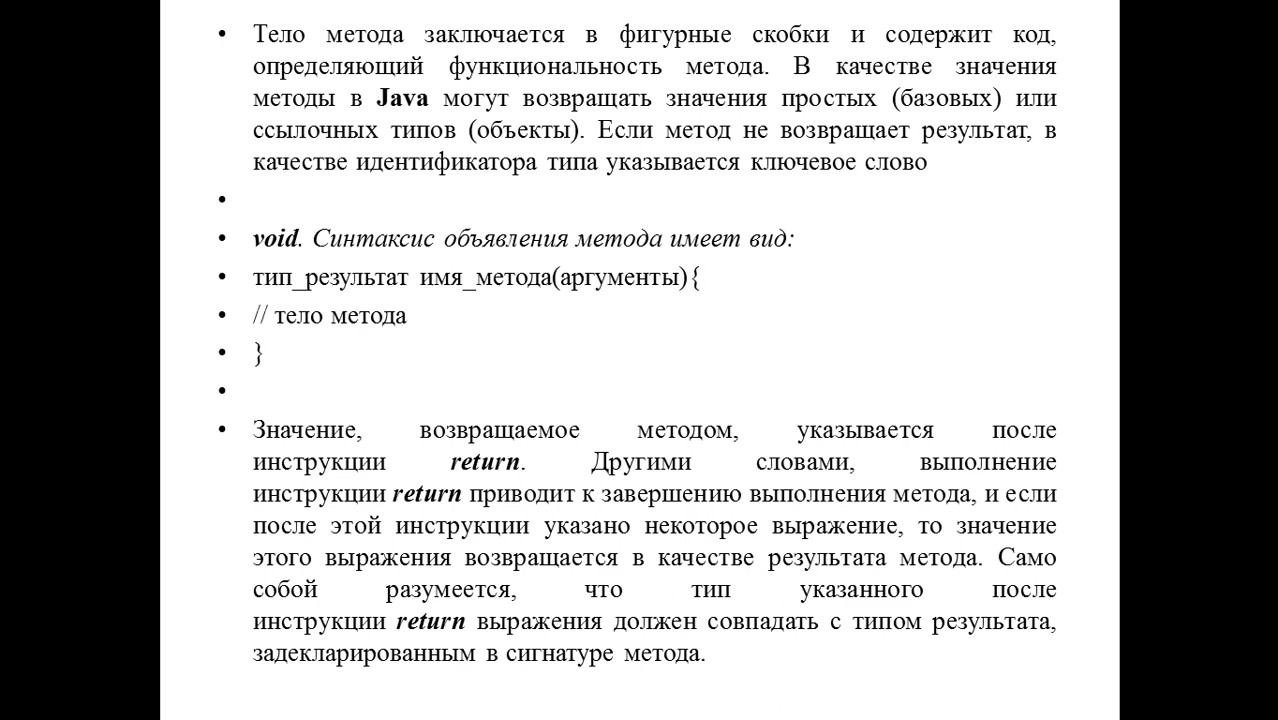 • Тело метода заключается в фигурные скобки и содержит код,
определяющий функциональность метода. В качестве значения
методы в Java могут возвращать значения простых (базовых) или
ссылочных типов (объекты). Если метод не возвращает результат, в
качестве идентификатора типа указывается ключевое слово
•
• void. Синтаксис объявления метода имеет вид:
• тип_результат имя_метода(аргументы){
• // тело метода
• }
•
• Значение, возвращаемое методом, указывается после
инструкции return. Другими словами, выполнение
инструкции return приводит к завершению выполнения метода, и если
после этой инструкции указано некоторое выражение, то значение
этого выражения возвращается в качестве результата метода. Само
собой разумеется, что тип указанного после
инструкции return выражения должен совпадать с типом результата,
задекларированным в сигнатуре метода.